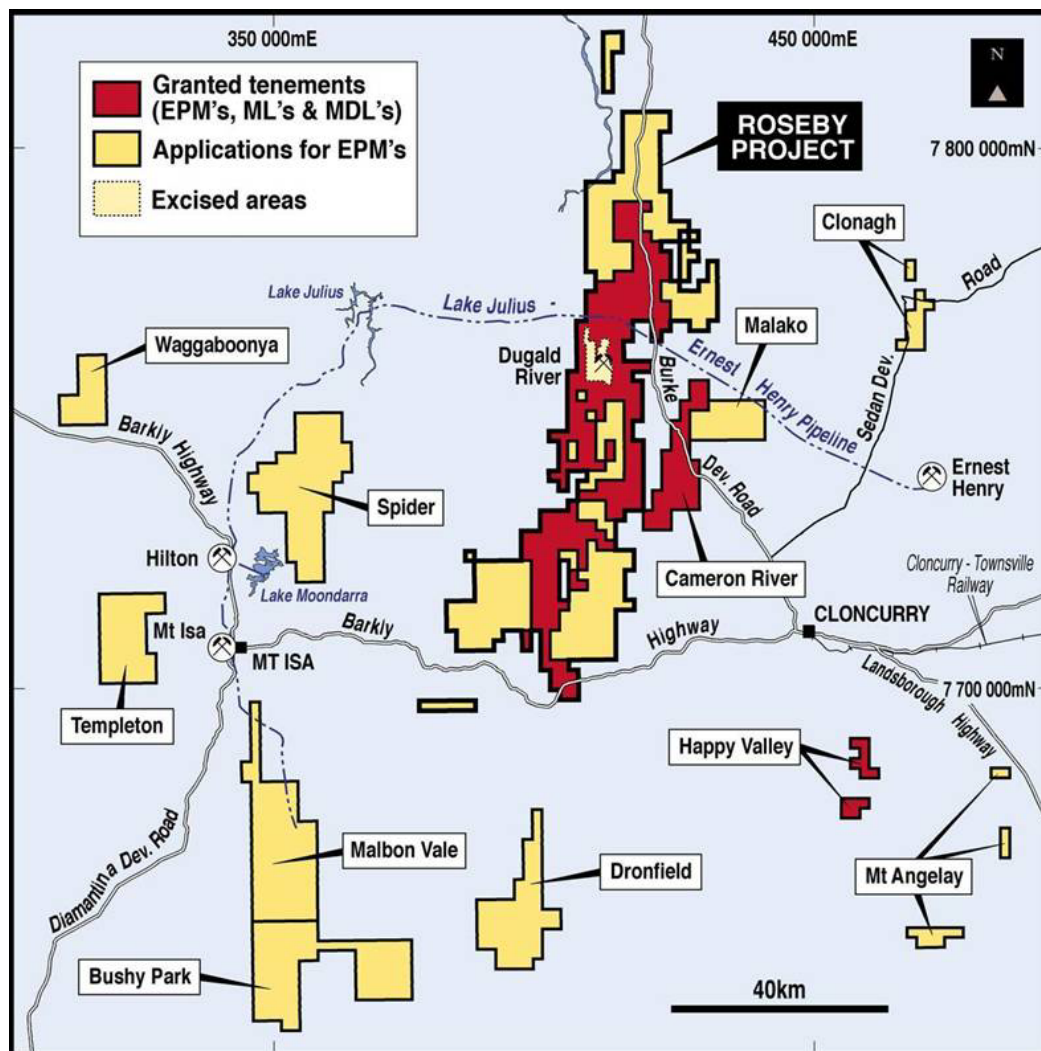 350 000mE
450 000mE
N
Granted tenements
(EPM's, ML's & MDL's)
Applications for EPM's
Excised areas
ROSEBY
PROJECT
7 800 000mN
Clonagh
Road
Lake Julius
Lake Julius
Malako
Waggaboonya
Dugald
River
Burke
Ernest
Henry Pipeline
Sedan Dev.
Barkly
Highway
Spider
Dev. Road
Ernest
Henry
Hilton
Lake Moondarra
Cameron River
Cloncurry - Townsville
Railway
CLONCURRY
Mt Isa
MT ISA
Barkly
Highway
Landsborough
Highway
7 700 000mN
Templeton
Happy Valley
Malbon Vale
Dronfield
Mt Angelay
Diamantina Dev. Road
Bushy Park
40km